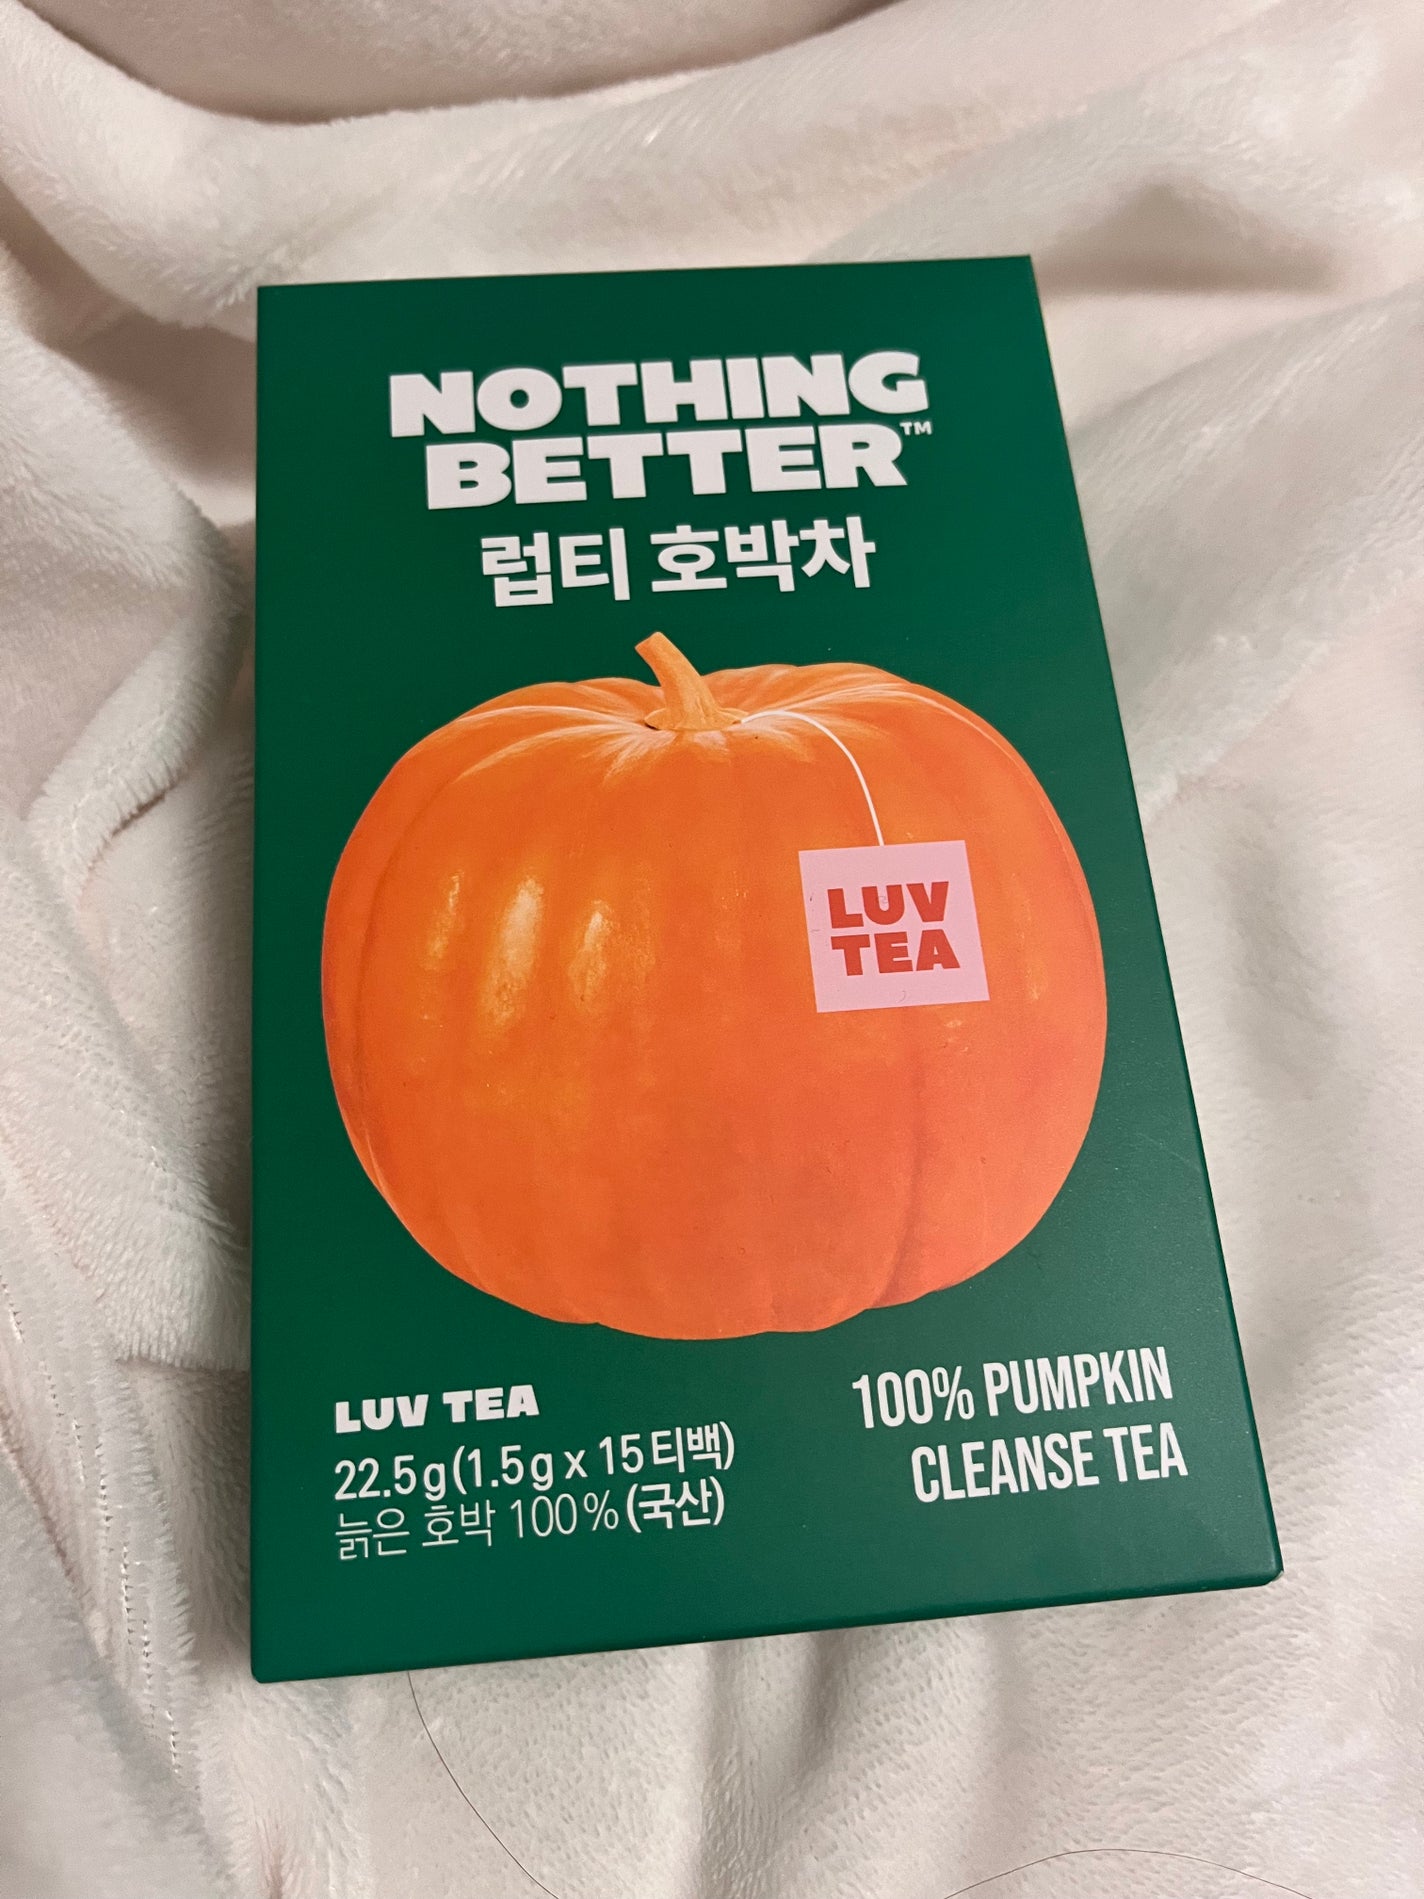 NOTHING
BETTER™
럽티 호박차
LUV
TEA
LUV TEA
22.5g(1.5g x 15티백)
늙은 호박 100%(국산)
100% PUMPKIN
CLEANSE TEA